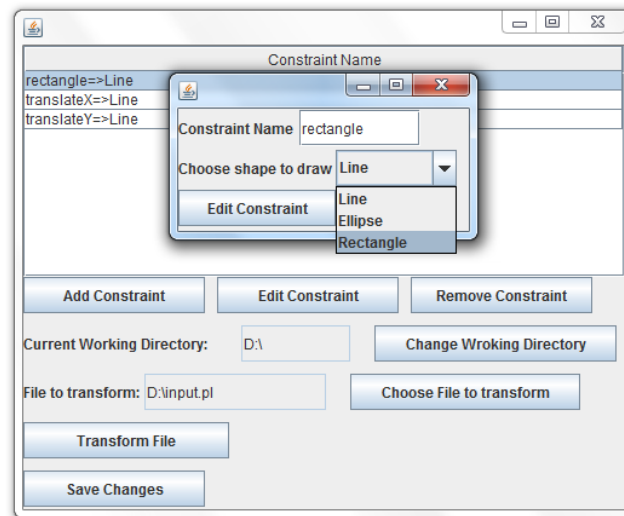 Constraint Name
rectangle=>Line
translateX=>Line
translateY=>Line
Constraint Name rectangle
Choose shape to draw Line
Line
Ellipse
Rectangle
Edit Constraint
Add Constraint Edit Constraint Remove Constraint
Current Working Directory: D:\ Change Wroking Directory
File to transform: D:\input.pl Choose File to transform
Transform File
Save Changes